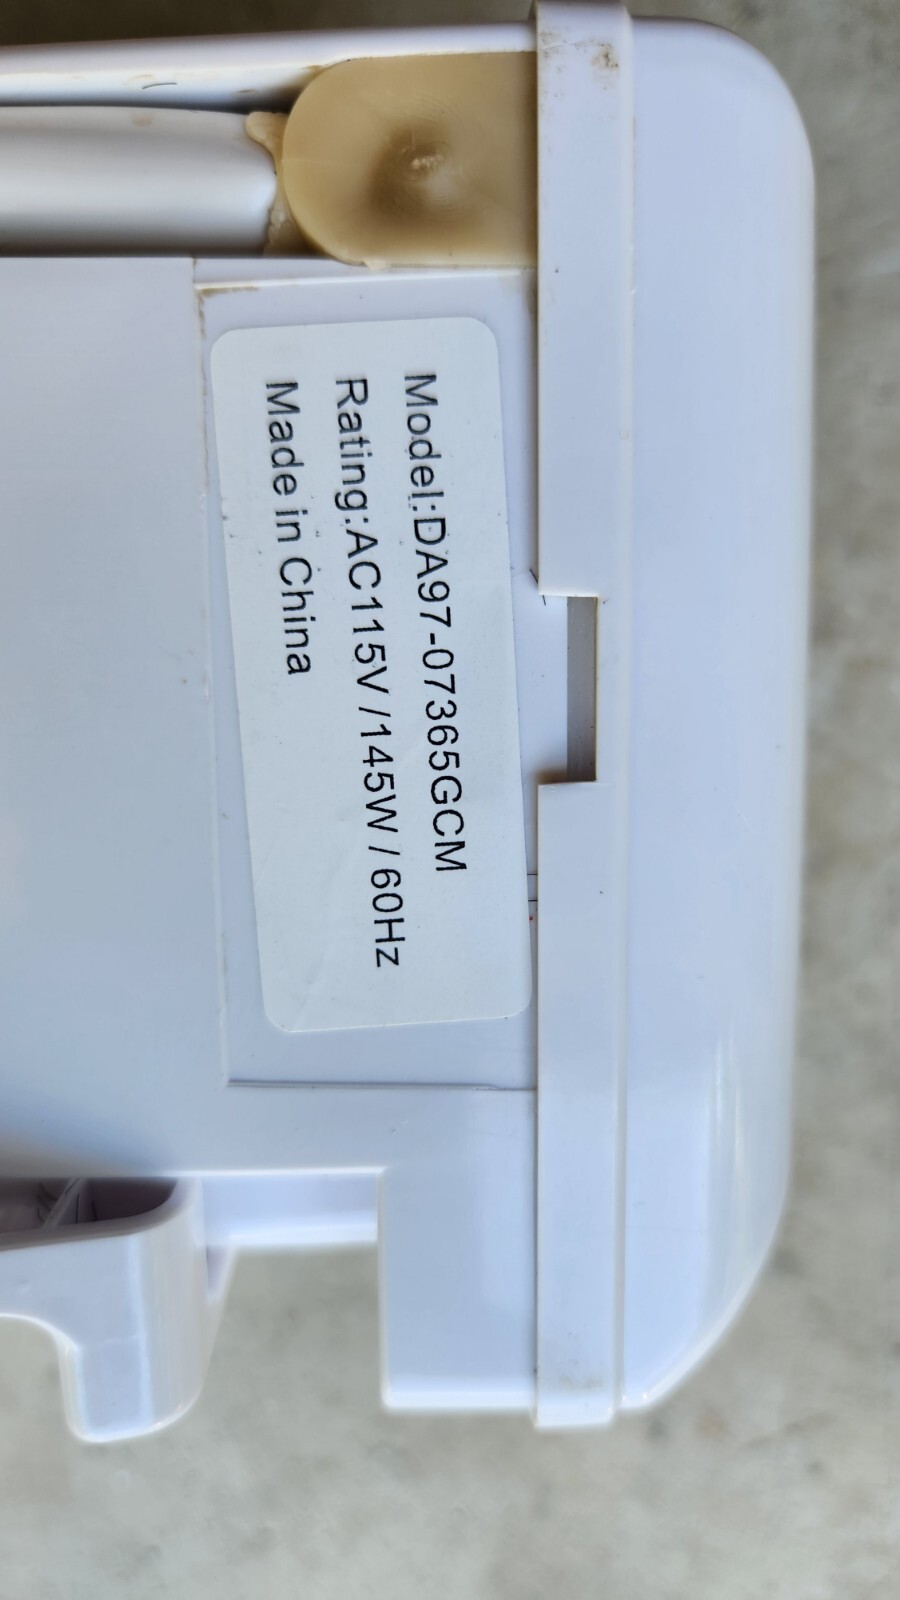 Model:DA97-07365GCM
Rating:AC115V /145W / 60Hz
Made in China